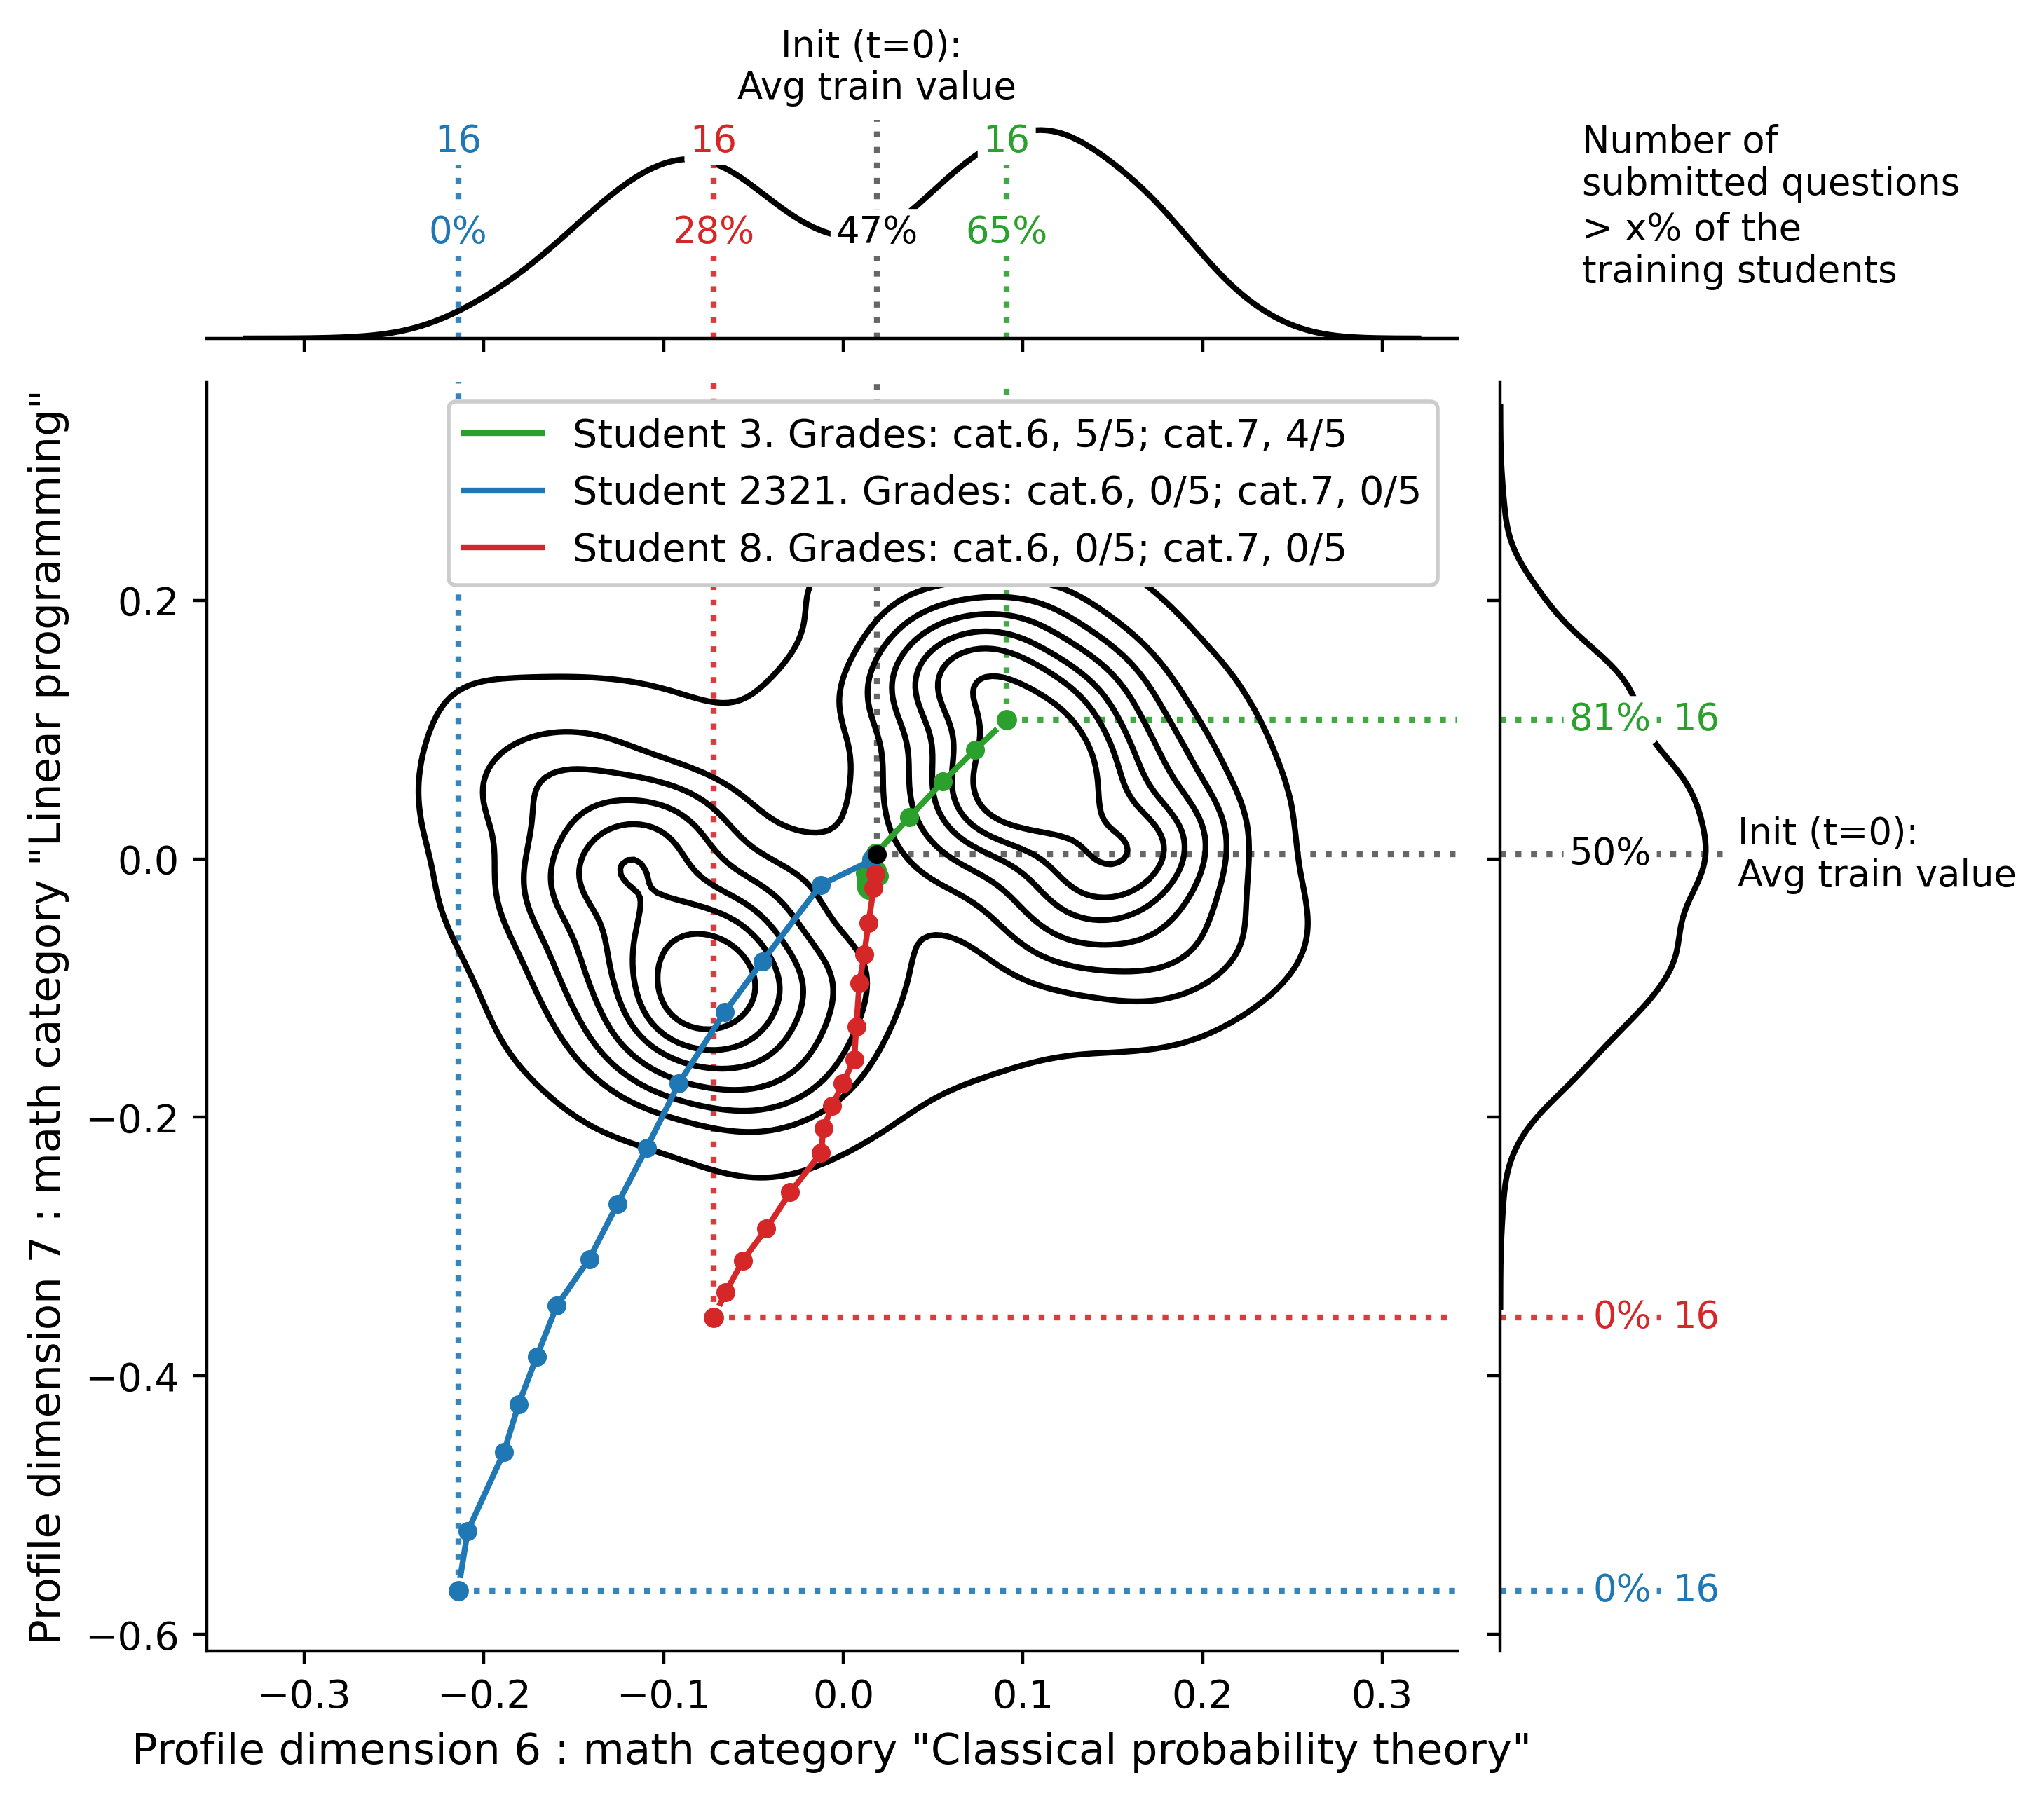 Init (t=0):
Avg train value
16
16
16
0%
28%
47%
65%
Number of
submitted questions
> x% of the
training students
Student 3. Grades: cat.6, 5/5; cat.7, 4/5
Student 2321. Grades: cat.6, 0/5; cat.7, 0/5
Student 8. Grades: cat.6, 0/5; cat.7, 0/5
Profile dimension 7 : math category "Linear programming"
0.2
0.0
−0.2
−0.4
−0.6
81%
16
50%
Init (t=0):
Avg train value
0%
16
0%
16
−0.3
−0.2
−0.1
0.0
0.1
0.2
0.3
Profile dimension 6 : math category "Classical probability theory"